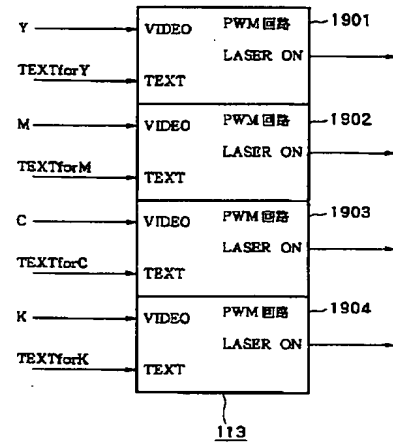 Y VIDEO PWM回路 1901
LASER ON
TEXTforY TEXT
M VIDEO PWM回路 1902
LASER ON
TEXTforM TEXT
C VIDEO PWM回路 1903
LASER ON
TEXTforC TEXT
K VIDEO PWM回路 1904
LASER ON
TEXTforK TEXT
113